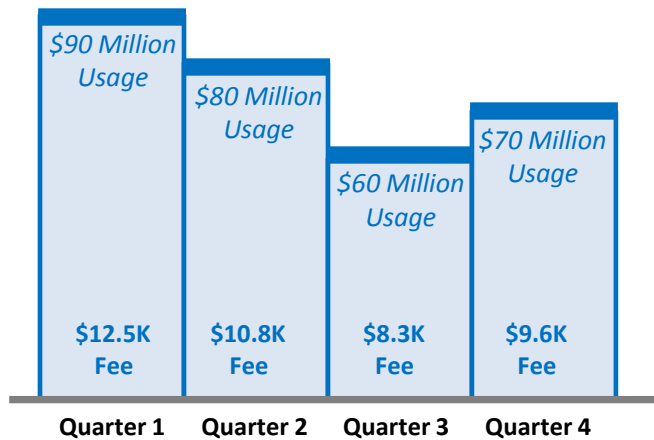 $90 Million
Usage
$80 Million
Usage
$60 Million
Usage
$70 Million
Usage
$12.5K
Fee
$10.8K
Fee
$8.3K
Fee
$9.6K
Fee
Quarter 1
Quarter 2
Quarter 3
Quarter 4